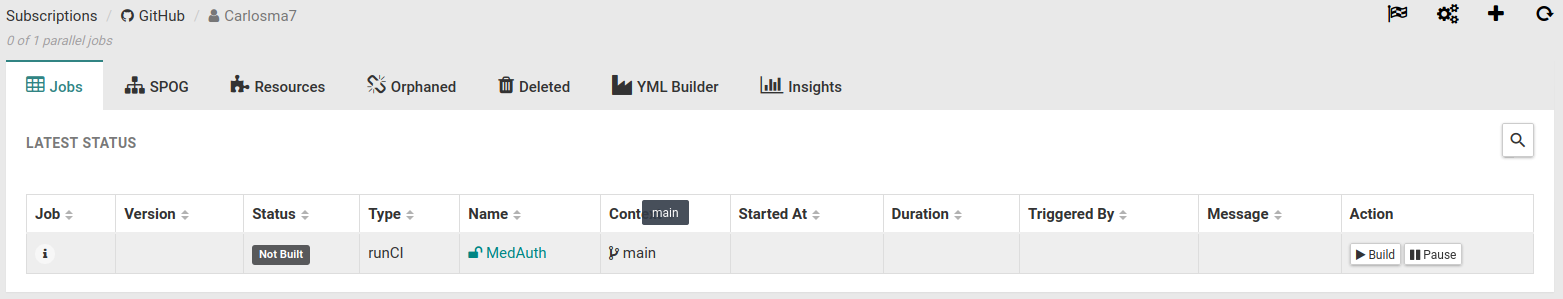 Subscriptions / GitHub / Carlosma7
0 of 1 parallel jobs
Jobs SPOG Resources Orphaned Deleted YML Builder Insights
LATEST STATUS
Job Version Status Type Name Conte main Started At Duration Triggered By Message Action
Not Built runCI MedAuth main Build Pause